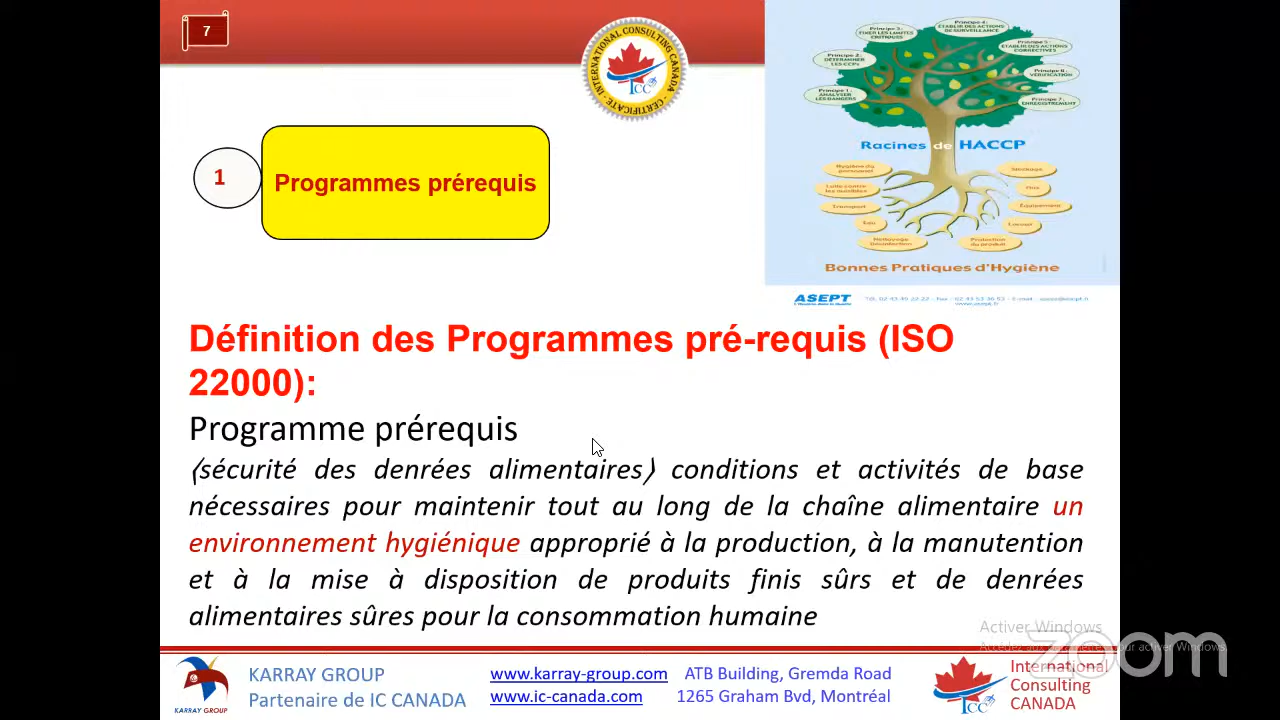 7
INTERNATIONAL CONSULTING CANADA
CERTIFICATE
ICC
Principe 4 :
ÉTABLIR DES ACTIONS
DE SURVEILLANCE
Principe 3 :
FIXER LES LIMITES
CRITIQUES
Principe 5 :
ÉTABLIR DES ACTIONS
CORRECTIVES
Principe 2 :
DÉTERMINER
LES CCPs
Principe 6 :
VÉRIFICATION
Principe 1 :
ANALYSER
LES DANGERS
Principe 7 :
ENREGISTREMENT
Racines de HACCP
Hygiène du
personnel
Stockage
Lutte contre
les nuisibles
Transport
Équipement
Eau
Locaux
Nettoyage
Désinfection
Protection
du produit
Bonnes Pratiques d'Hygiène
ASEPT
1
Programmes prérequis
Définition des Programmes pré-requis (ISO
22000):
Programme prérequis
⟨sécurité des denrées alimentaires⟩ conditions et activités de base
nécessaires pour maintenir tout au long de la chaîne alimentaire un
environnement hygiénique approprié à la production, à la manutention
et à la mise à disposition de produits finis sûrs et de denrées
alimentaires sûres pour la consommation humaine
Activer Windows
zoom
KARRAY GROUP
KARRAY GROUP
Partenaire de IC CANADA
www.karray-group.com
www.ic-canada.com
ATB Building, Gremda Road
1265 Graham Bvd, Montréal
ICC
International
Consulting
CANADA